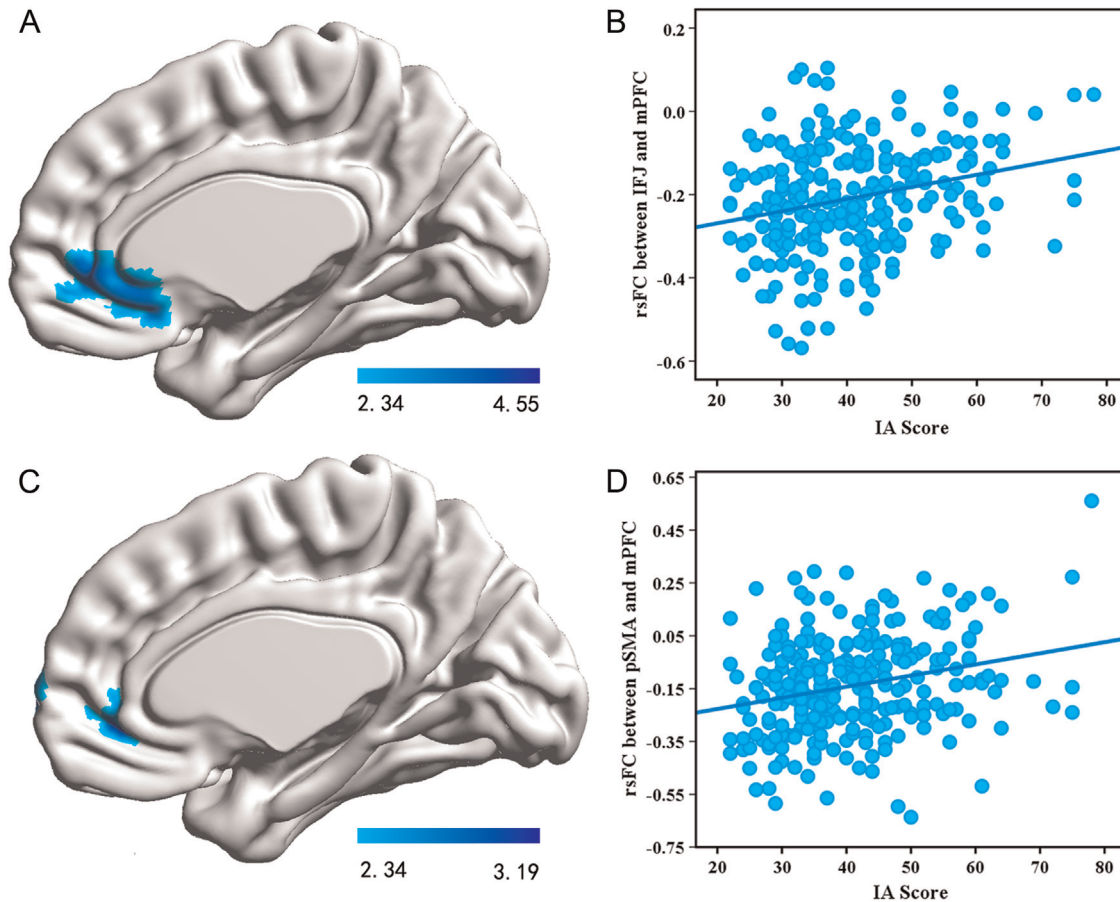 A
2.34 4.55
B
rsFC between IFJ and mPFC
0.2
0.0
-0.2
-0.4
-0.6
20 30 40 50 60 70 80
IA Score
C
2.34 3.19
D
rsFC between pSMA and mPFC
0.65
0.45
0.25
0.05
-0.15
-0.35
-0.55
-0.75
20 30 40 50 60 70 80
IA Score